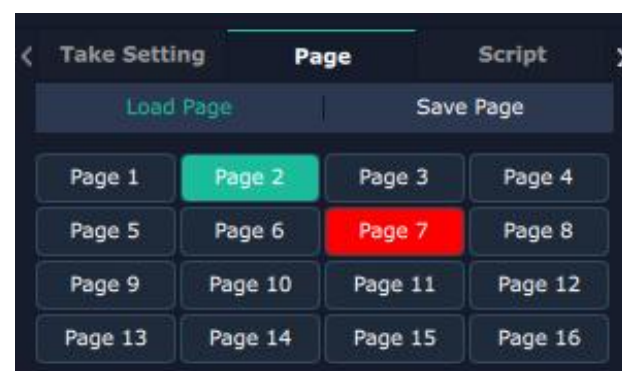 Take Setting Page Script
Load Page Save Page
Page 1 Page 2 Page 3 Page 4
Page 5 Page 6 Page 7 Page 8
Page 9 Page 10 Page 11 Page 12
Page 13 Page 14 Page 15 Page 16